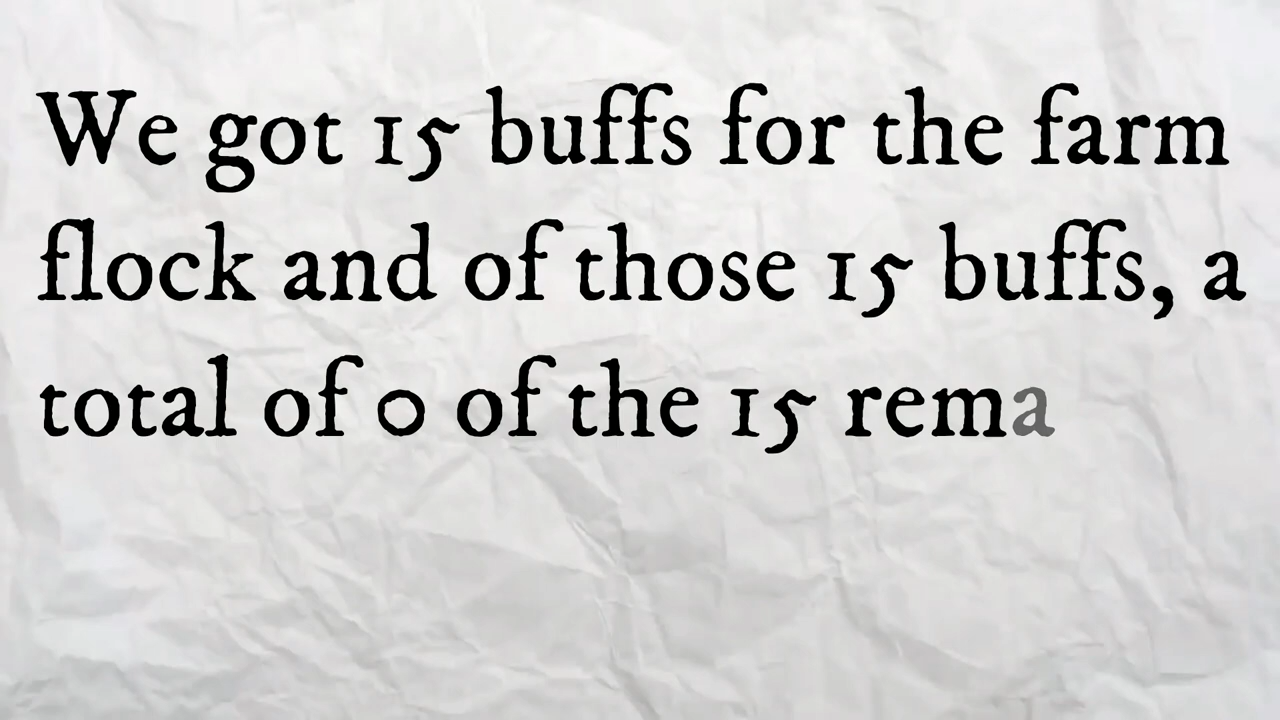 We got 15 buffs for the farm
flock and of those 15 buffs, a
total of 0 of the 15 rema